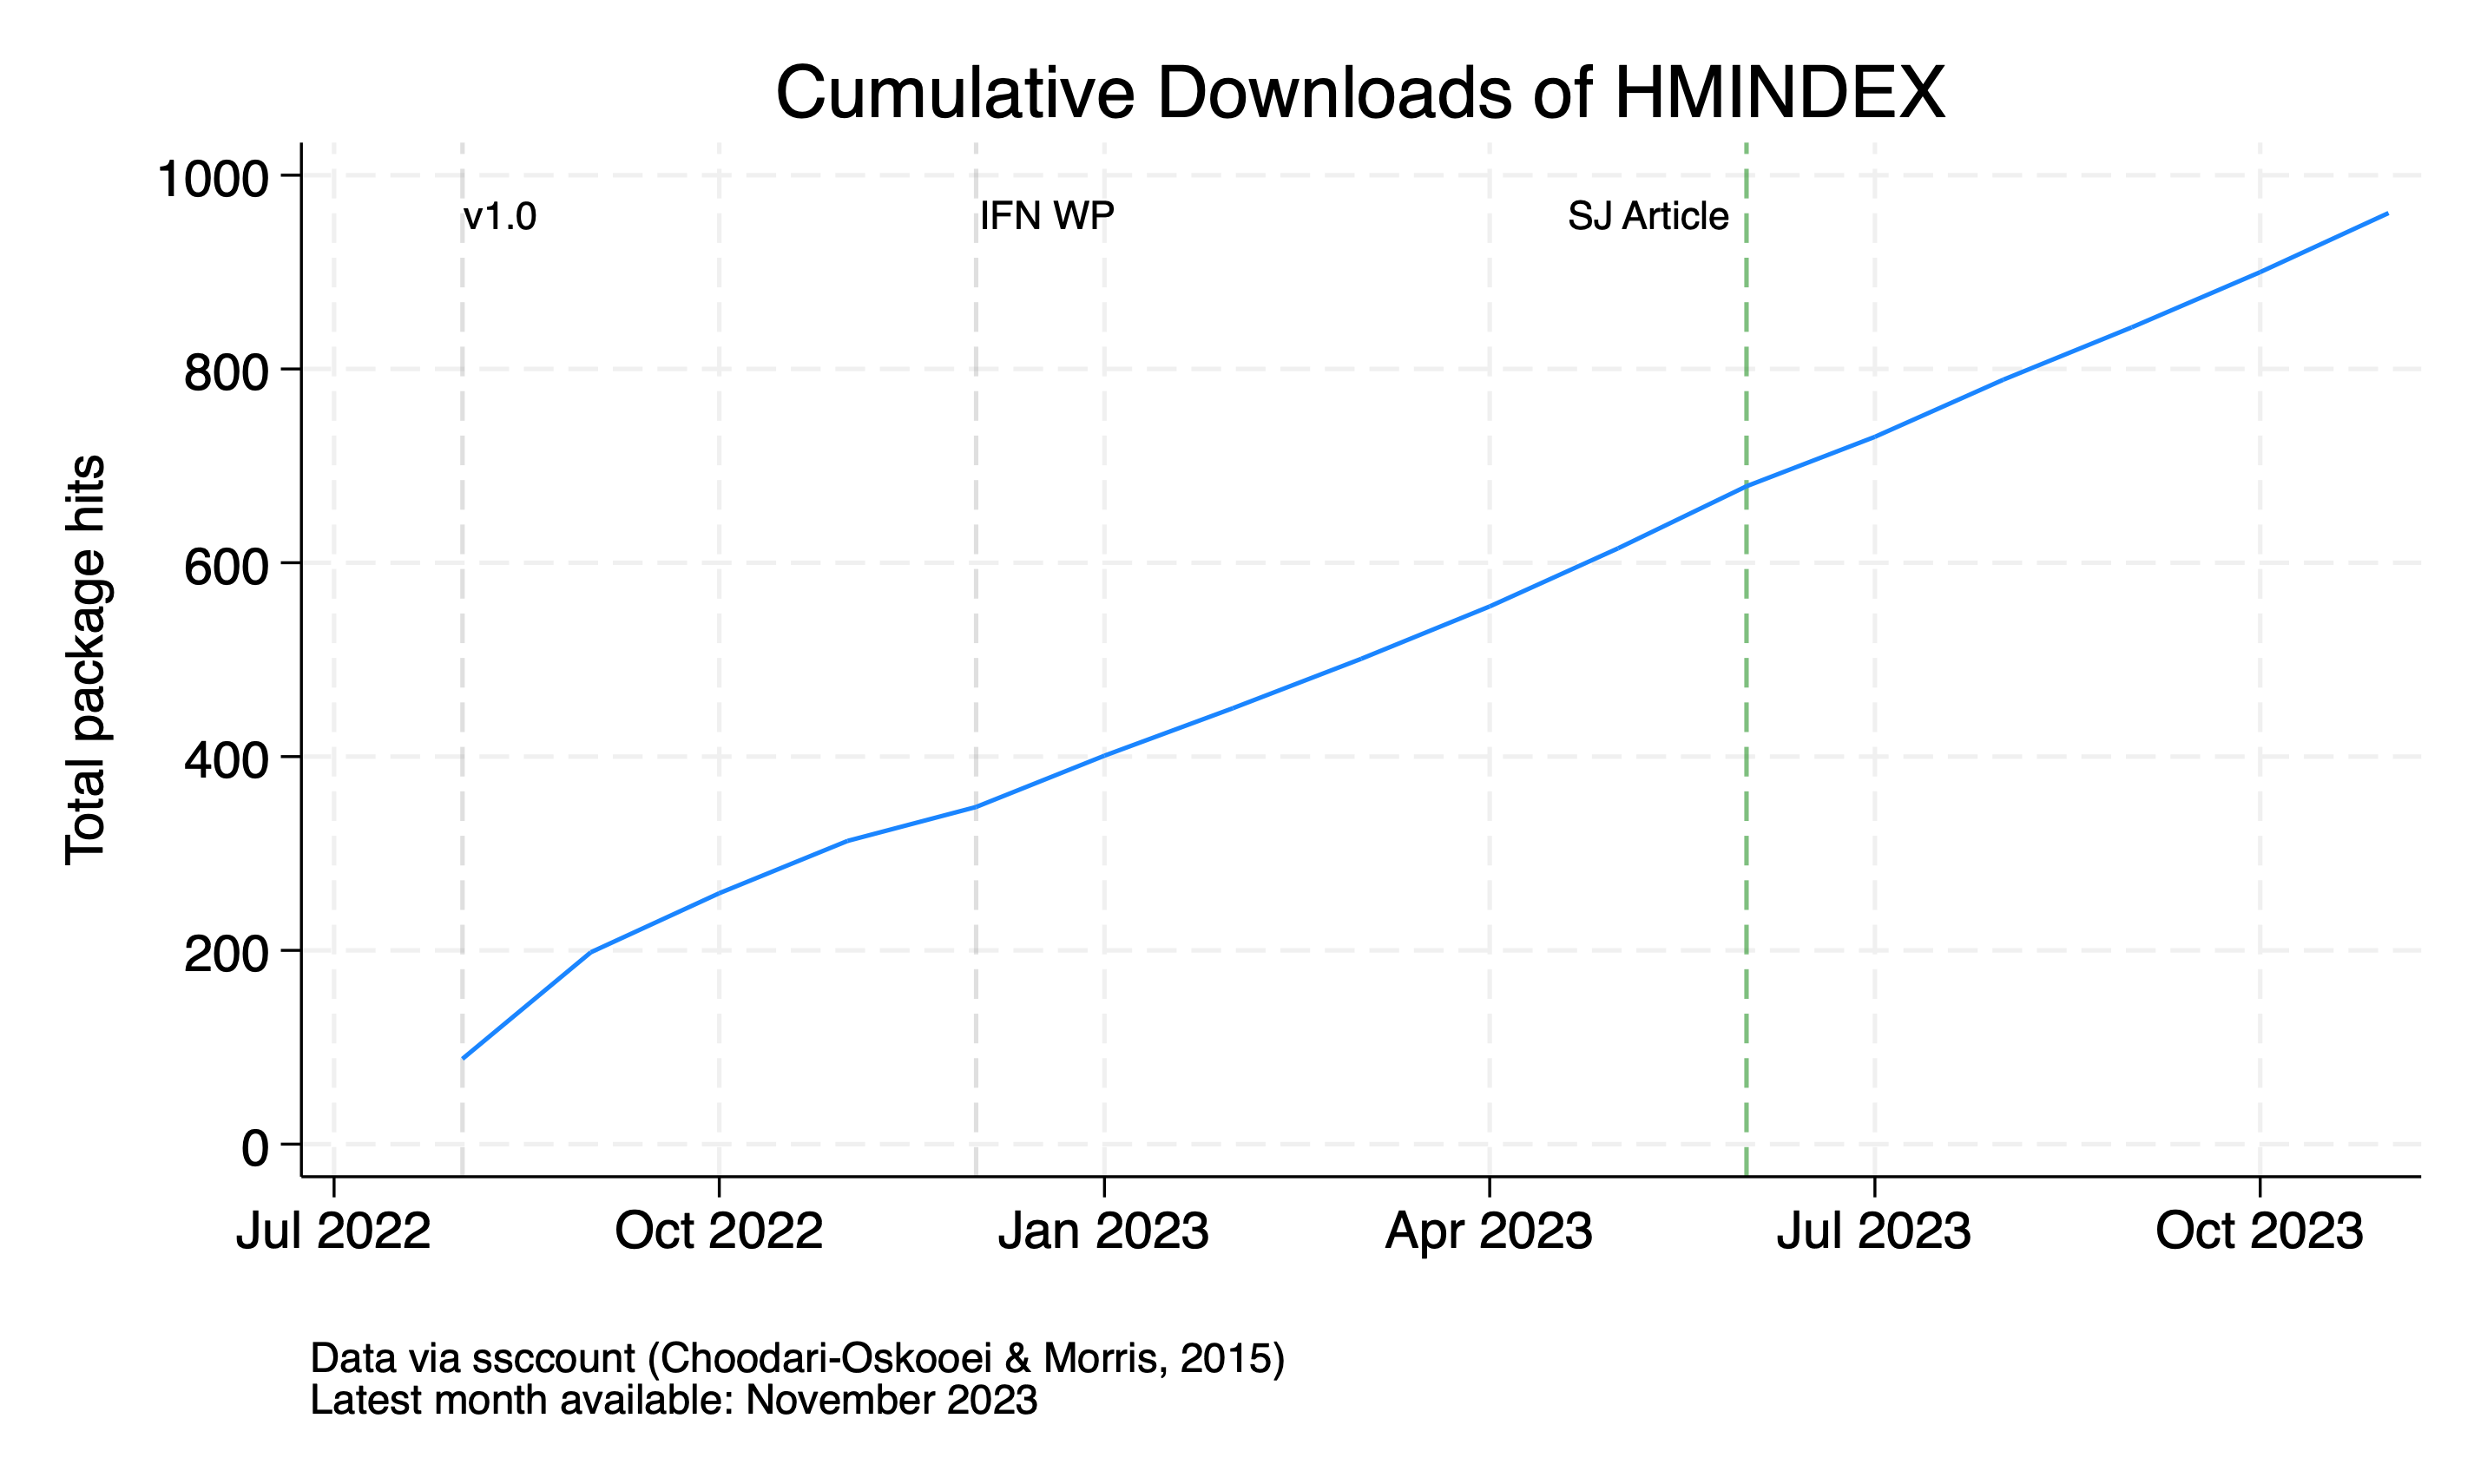 Cumulative Downloads of HMINDEX
1000
v1.0
IFN WP
SJ Article
800
600
400
200
0
Total package hits
Jul 2022
Oct 2022
Jan 2023
Apr 2023
Jul 2023
Oct 2023
Data via ssccount (Choodari-Oskooei & Morris, 2015)
Latest month available: November 2023